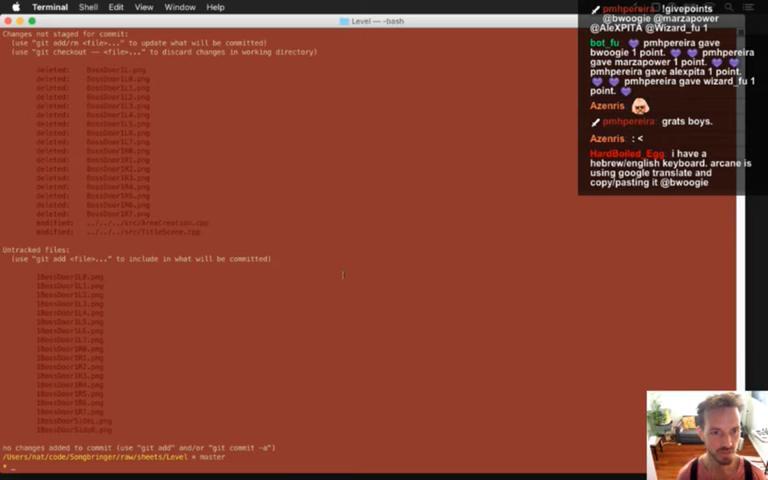 Terminal Shell Edit View Window Help
Level — -bash
Changes not staged for commit:
(use "git add/rm <file>..." to update what will be committed)
(use "git checkout -- <file>..." to discard changes in working directory)
deleted: BossDoor1L.png
deleted: BossDoor1L0.png
deleted: BossDoor1L1.png
deleted: BossDoor1L2.png
deleted: BossDoor1L3.png
deleted: BossDoor1L4.png
deleted: BossDoor1L5.png
deleted: BossDoor1L6.png
deleted: BossDoor1L7.png
deleted: BossDoor1R0.png
deleted: BossDoor1R1.png
deleted: BossDoor1R2.png
deleted: BossDoor1R3.png
deleted: BossDoor1R4.png
deleted: BossDoor1R5.png
deleted: BossDoor1R6.png
deleted: BossDoor1R7.png
modified: ../../../src/AreaCreation.cpp
modified: ../../../src/TitleScene.cpp
Untracked files:
(use "git add <file>..." to include in what will be committed)
1BossDoor1L0.png
1BossDoor1L1.png
1BossDoor1L2.png
1BossDoor1L3.png
1BossDoor1L4.png
1BossDoor1L5.png
1BossDoor1L6.png
1BossDoor1L7.png
1BossDoor1R0.png
1BossDoor1R1.png
1BossDoor1R2.png
1BossDoor1R3.png
1BossDoor1R4.png
1BossDoor1R5.png
1BossDoor1R6.png
1BossDoor1R7.png
1BossDoorSideL.png
1BossDoorSideR.png
no changes added to commit (use "git add" and/or "git commit -a")
/Users/nat/code/Songbringer/raw/sheets/Level * master
* _
pmhpereira: !givepoints
@bwoogie @marzapower
@AleXPITA @Wizard_fu 1
bot_fu pmhpereira gave
bwoogie 1 point. pmhpereira
gave marzapower 1 point.
pmhpereira gave alexpita 1 point.
pmhpereira gave wizard_fu 1
point.
Azenris:
pmhpereira: grats boys.
Azenris: : <
HardBoiled_Egg: i have a
hebrew/english keyboard. arcane is
using google translate and
copy/pasting it @bwoogie